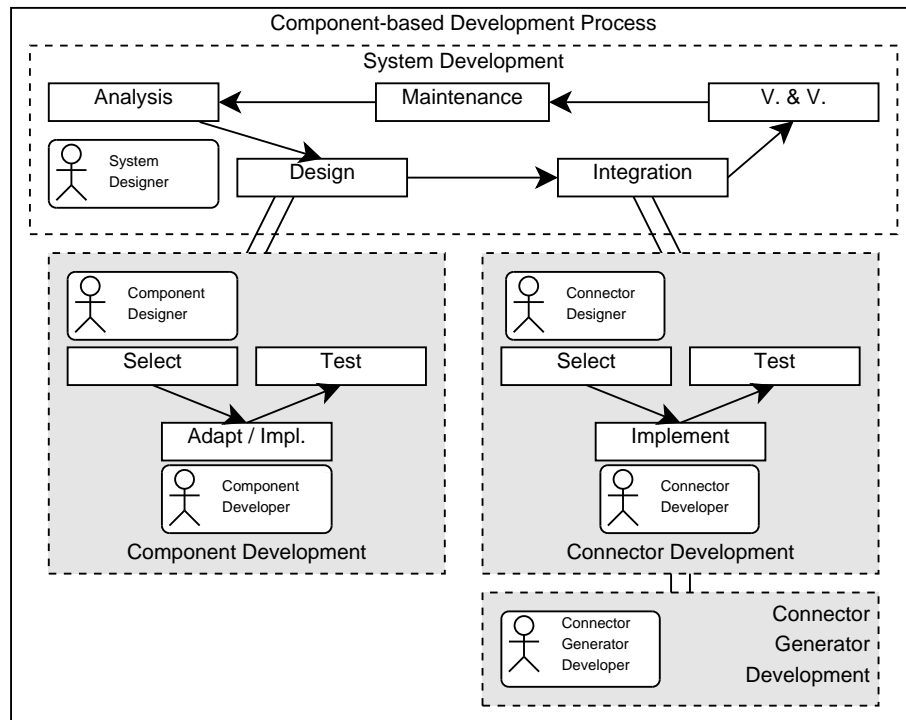 Component-based Development Process
System Development
Analysis
Maintenance
V. & V.
System
Designer
Design
Integration
Component
Designer
Select
Test
Adapt / Impl.
Component
Developer
Component Development
Connector
Designer
Select
Test
Implement
Connector
Developer
Connector Development
Connector
Generator
Developer
Connector
Generator
Development